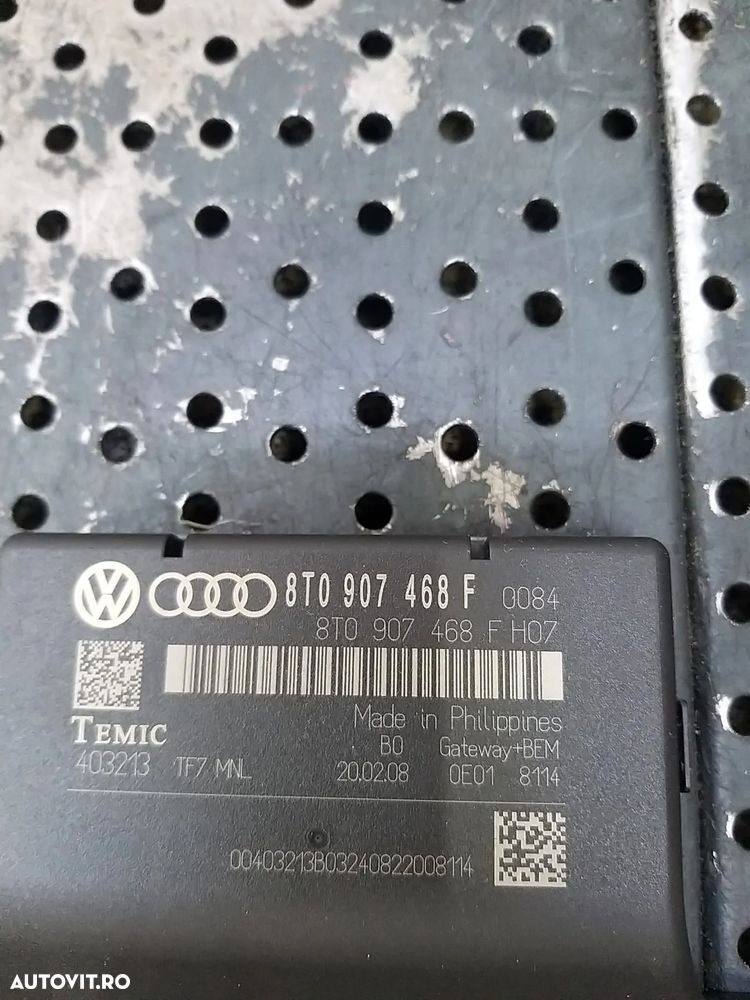 8T0 907 468 F 0084
8T0 907 468 F H07
TEMIC
Made in Philippines
B0 Gateway+BEM
403213 TF7 MNL 20.02.08 0E01 8114
00403213B03240822008114
AUTOVIT.RO